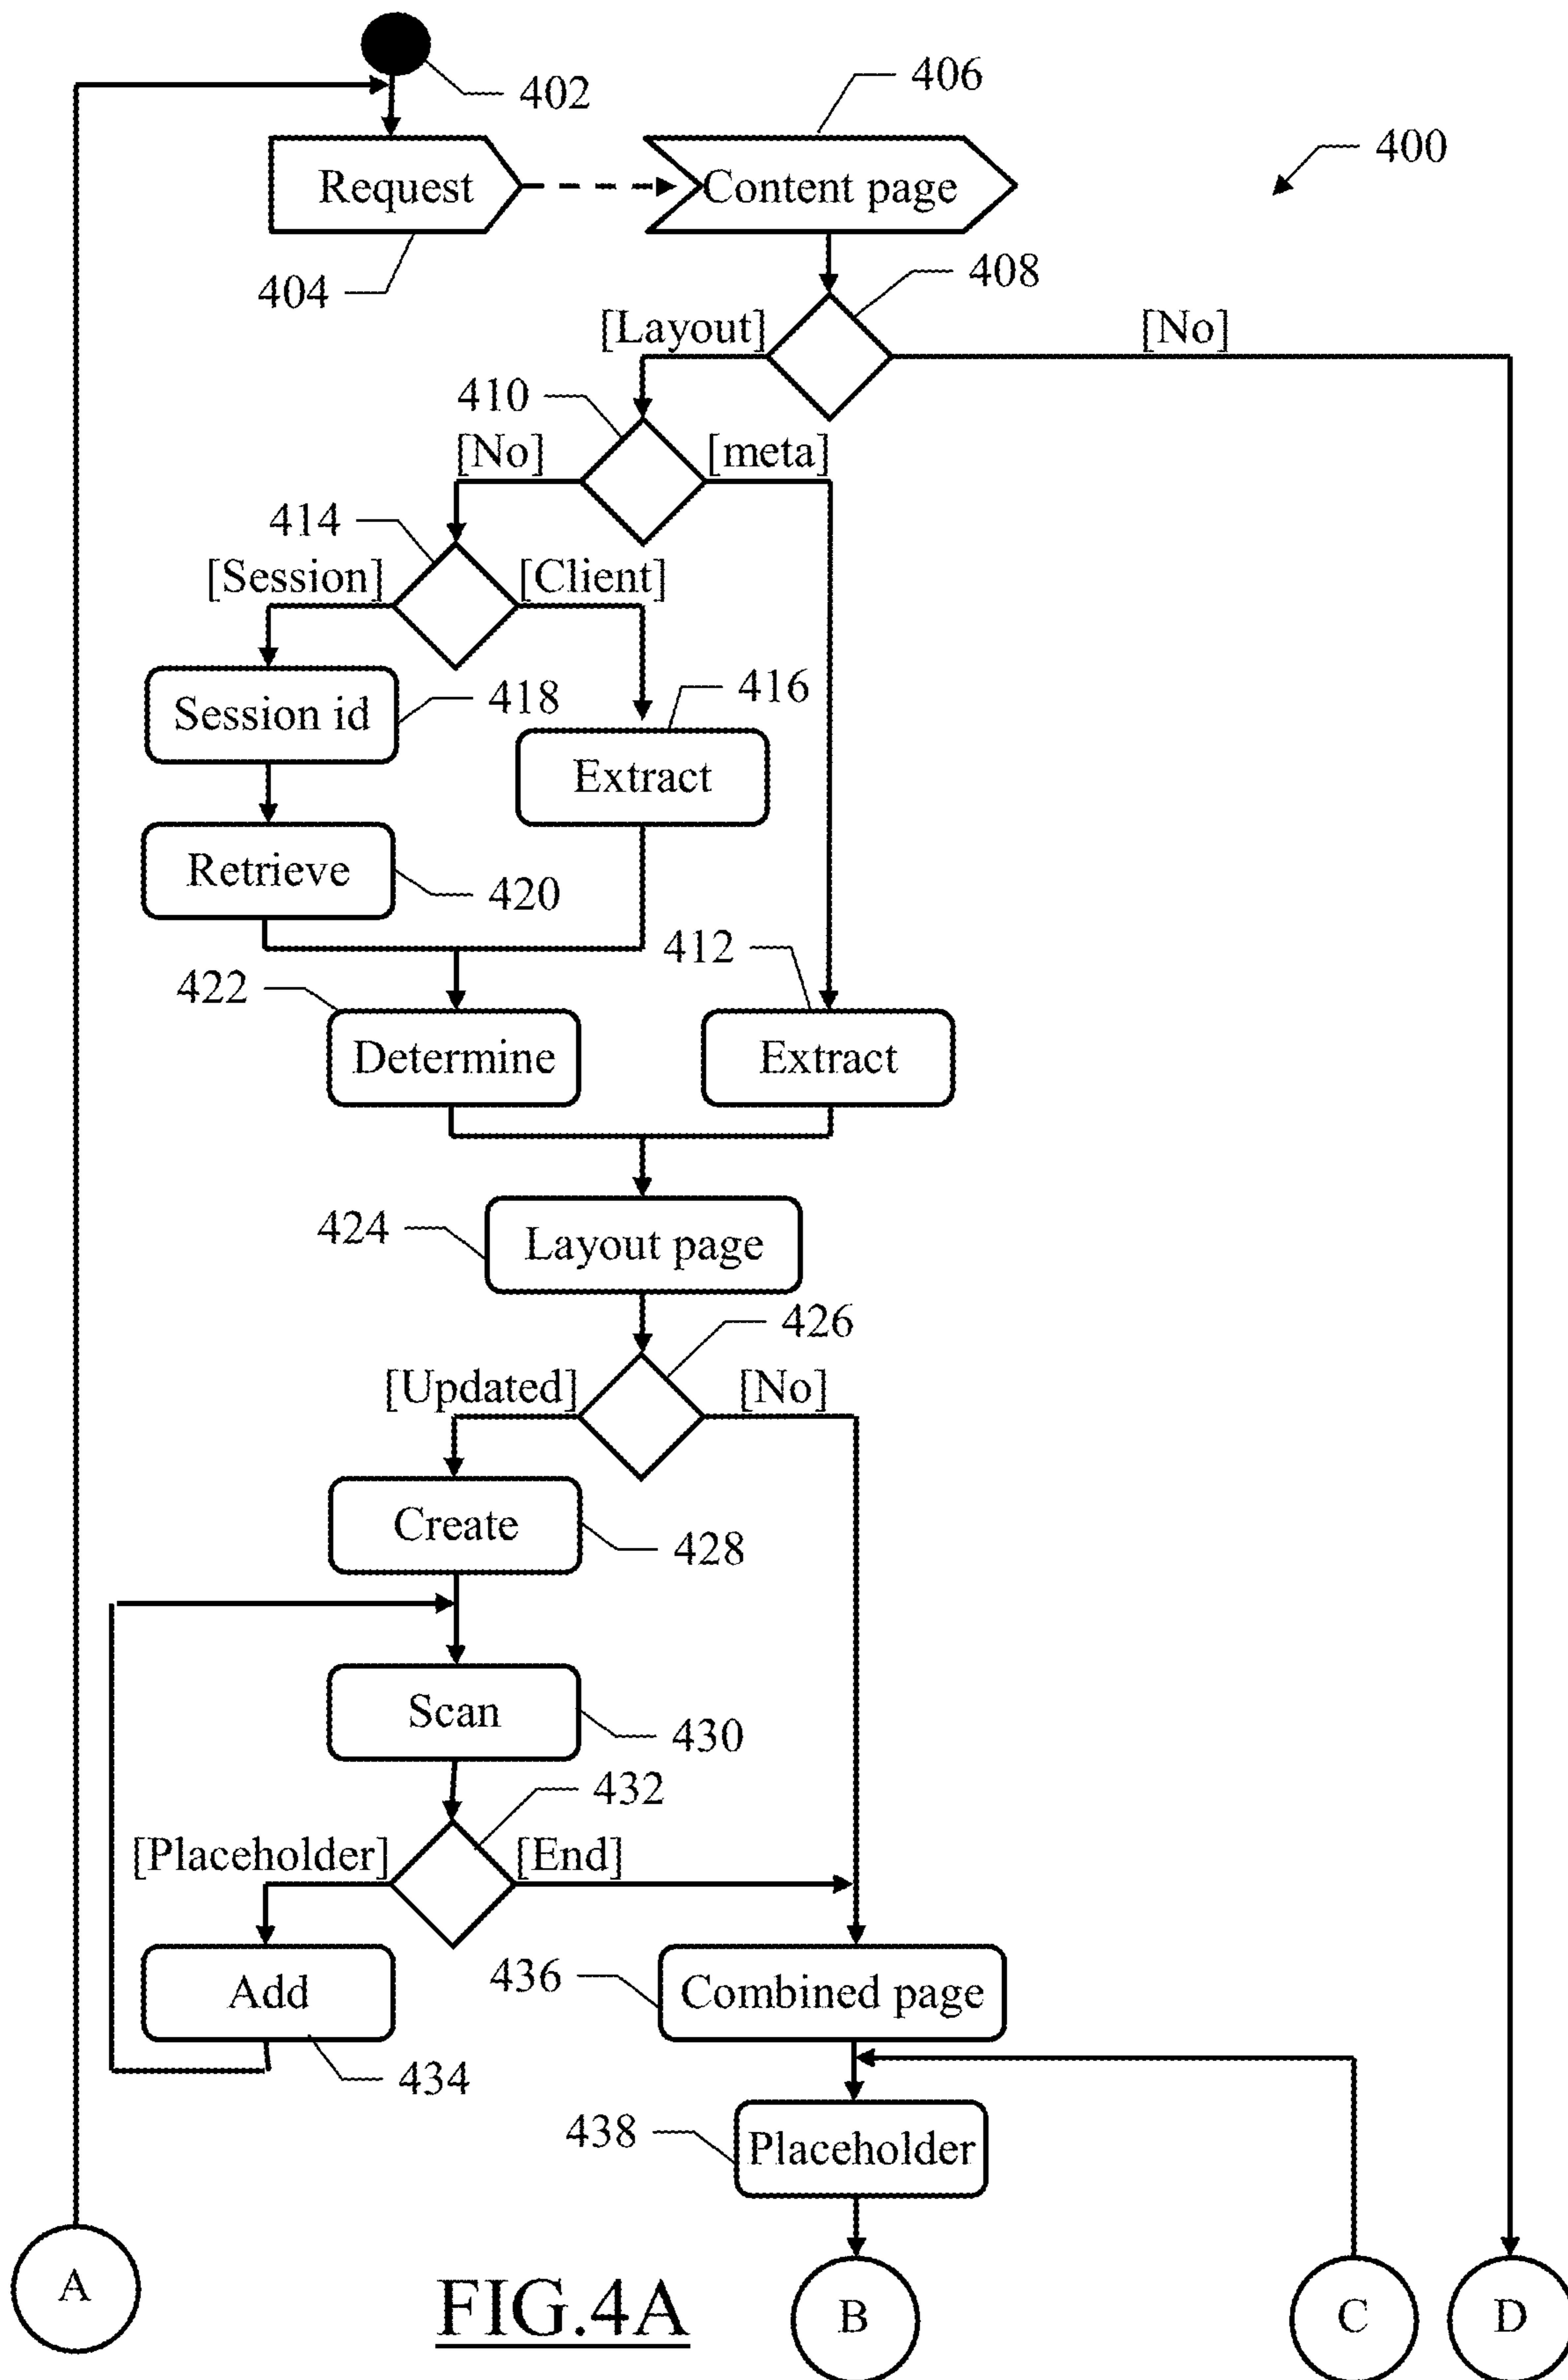 402
406
400
Request
Content page
404
408
[Layout]
[No]
410
[No]
[meta]
414
[Session]
[Client]
416
Session id
418
Extract
Retrieve
420
412
422
Determine
Extract
424
Layout page
426
[Updated]
[No]
Create
428
Scan
430
432
[Placeholder]
[End]
436
Add
Combined page
434
438
Placeholder
A
FIG.4A
B
C
D